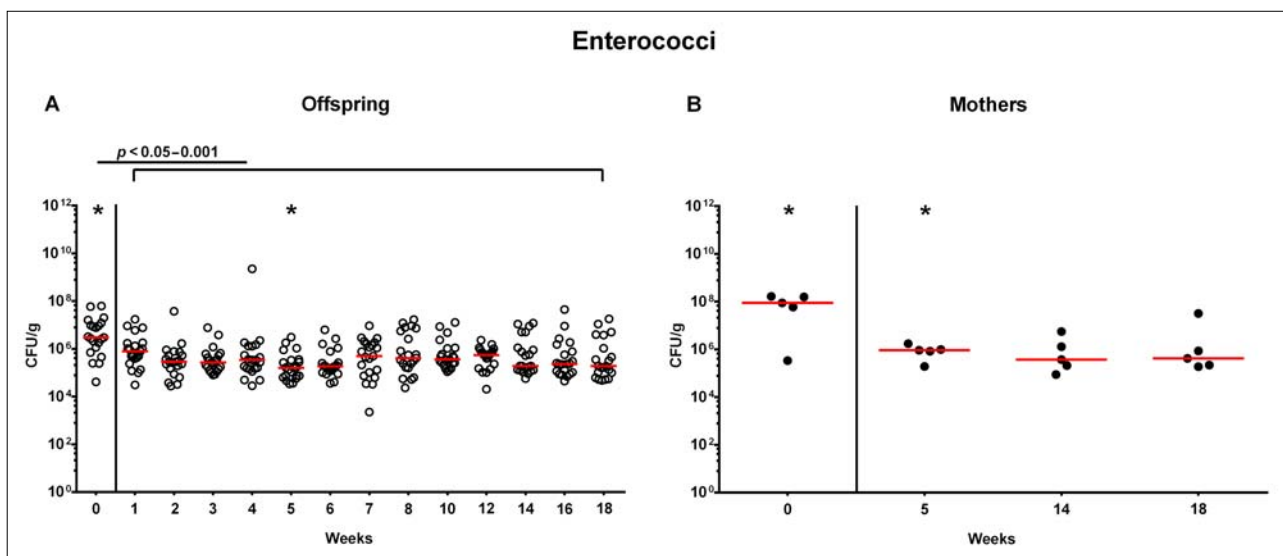 Enterococci
A Offspring
p < 0.05–0.001
* *
CFU/g
10¹²
10¹⁰
10⁸
10⁶
10⁴
10²
10⁰
0 1 2 3 4 5 6 7 8 10 12 14 16 18
Weeks
B Mothers
* *
CFU/g
10¹²
10¹⁰
10⁸
10⁶
10⁴
10²
10⁰
0 5 14 18
Weeks